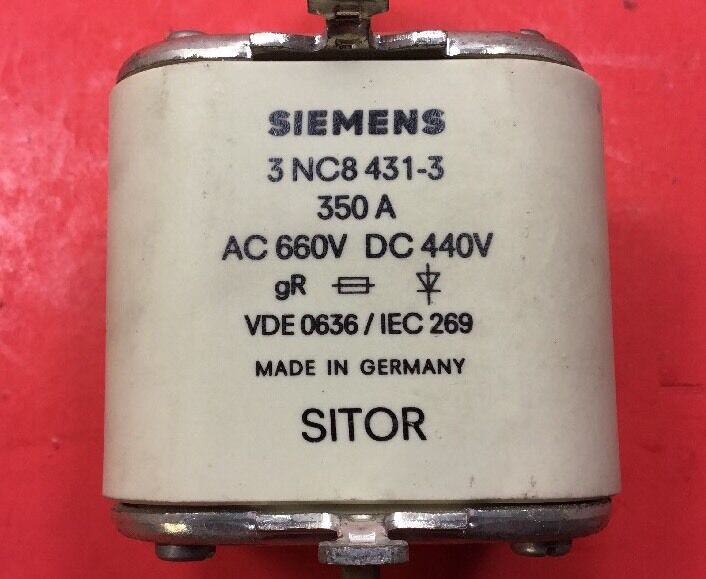 SIEMENS
3 NC8 431-3
350 A
AC 660V DC 440V
gR
VDE 0636 / IEC 269
MADE IN GERMANY
SITOR